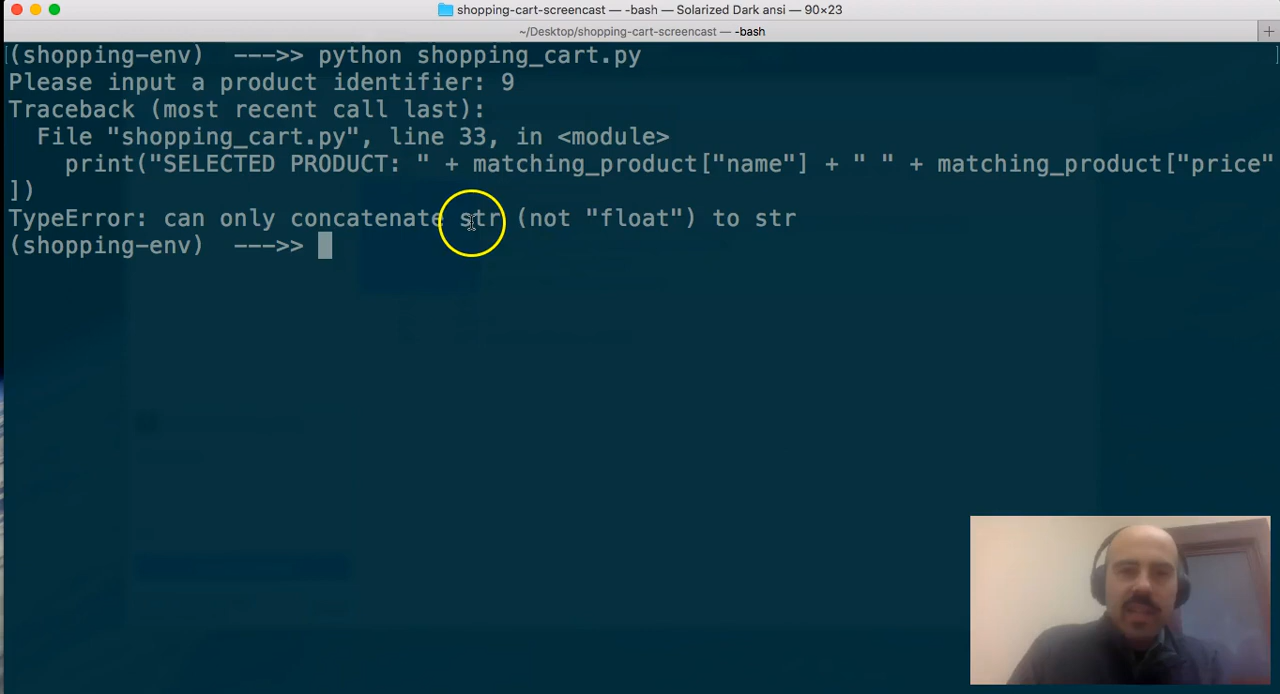 shopping-cart-screencast — -bash — Solarized Dark ansi — 90×23
~/Desktop/shopping-cart-screencast — -bash
(shopping-env)  --->> python shopping_cart.py
Please input a product identifier: 9
Traceback (most recent call last):
  File "shopping_cart.py", line 33, in <module>
    print("SELECTED PRODUCT: " + matching_product["name"] + " " + matching_product["price"
])
TypeError: can only concatenate str (not "float") to str
(shopping-env)  --->>